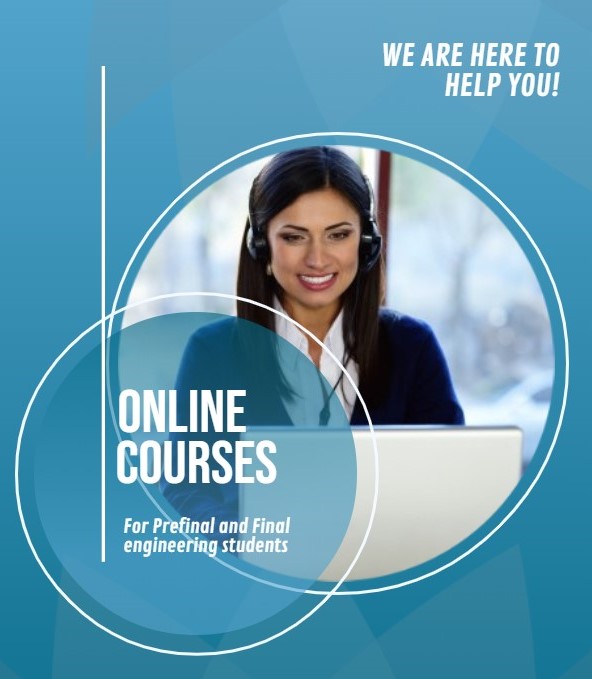 WE ARE HERE TO
HELP YOU!
ONLINE
COURSES
For Prefinal and Final
engineering students